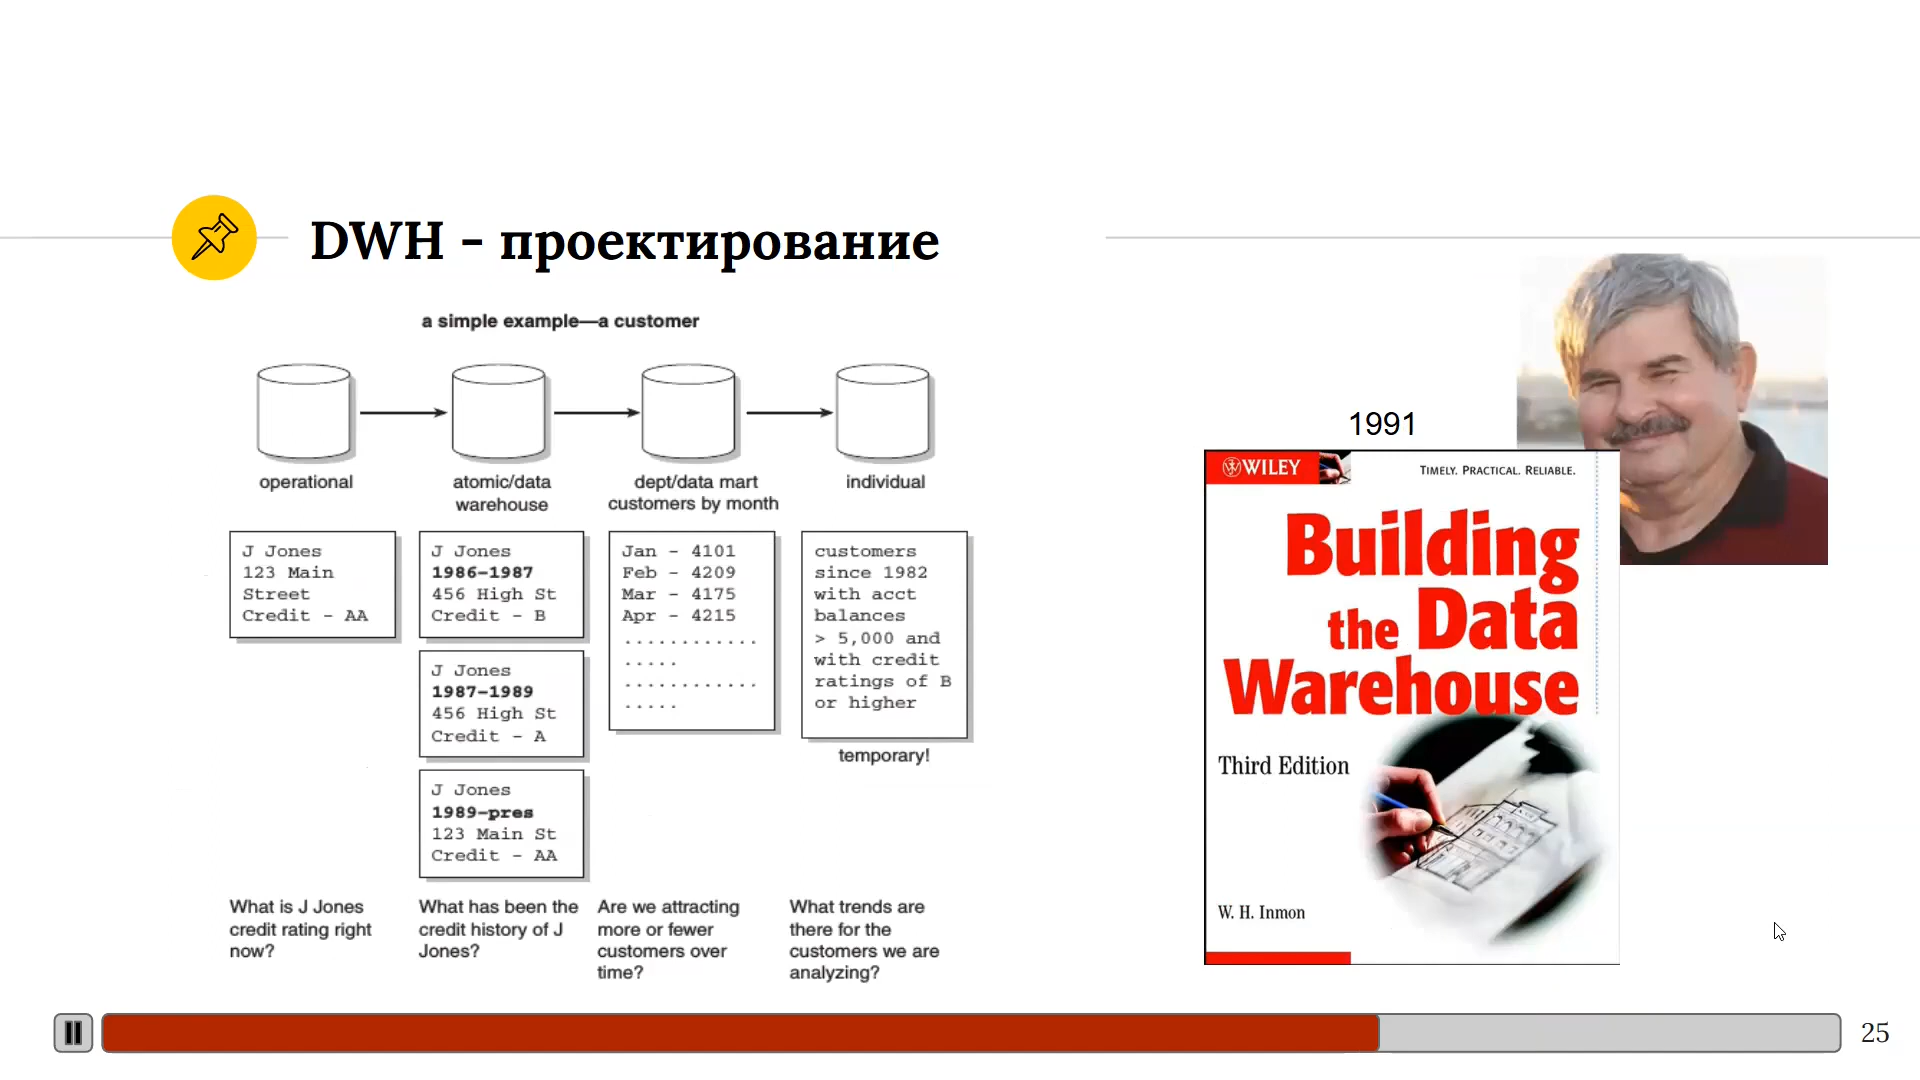 DWH - проектирование
a simple example—a customer
operational
atomic/data
warehouse
dept/data mart
customers by month
individual
J Jones
123 Main
Street
Credit - AA
J Jones
1986-1987
456 High St
Credit - B
J Jones
1987-1989
456 High St
Credit - A
J Jones
1989-pres
123 Main St
Credit - AA
Jan - 4101
Feb - 4209
Mar - 4175
Apr - 4215
............
.....
............
.....
customers
since 1982
with acct
balances
> 5,000 and
with credit
ratings of B
or higher
temporary!
What is J Jones
credit rating right
now?
What has been the
credit history of J
Jones?
Are we attracting
more or fewer
customers over
time?
What trends are
there for the
customers we are
analyzing?
1991
WILEY
TIMELY. PRACTICAL. RELIABLE.
Building
the Data
Warehouse
Third Edition
W. H. Inmon
25